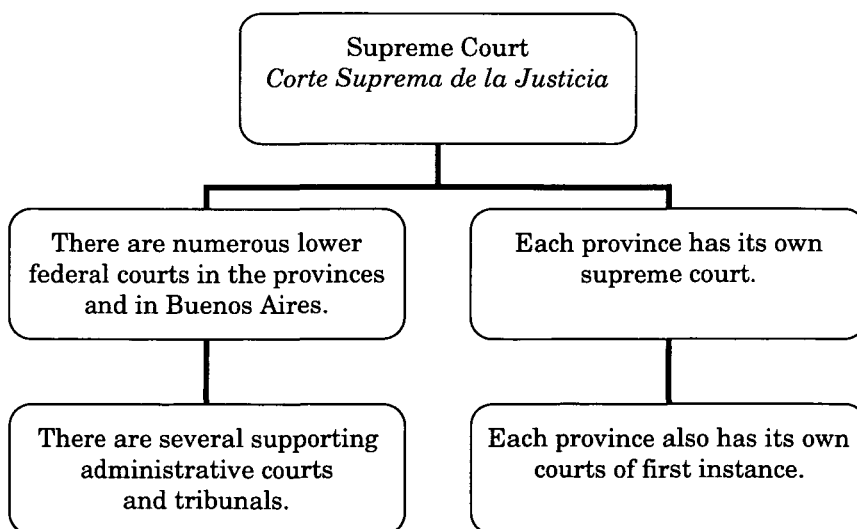 Supreme Court
Corte Suprema de la Justicia
There are numerous lower
federal courts in the provinces
and in Buenos Aires.
Each province has its own
supreme court.
There are several supporting
administrative courts
and tribunals.
Each province also has its own
courts of first instance.